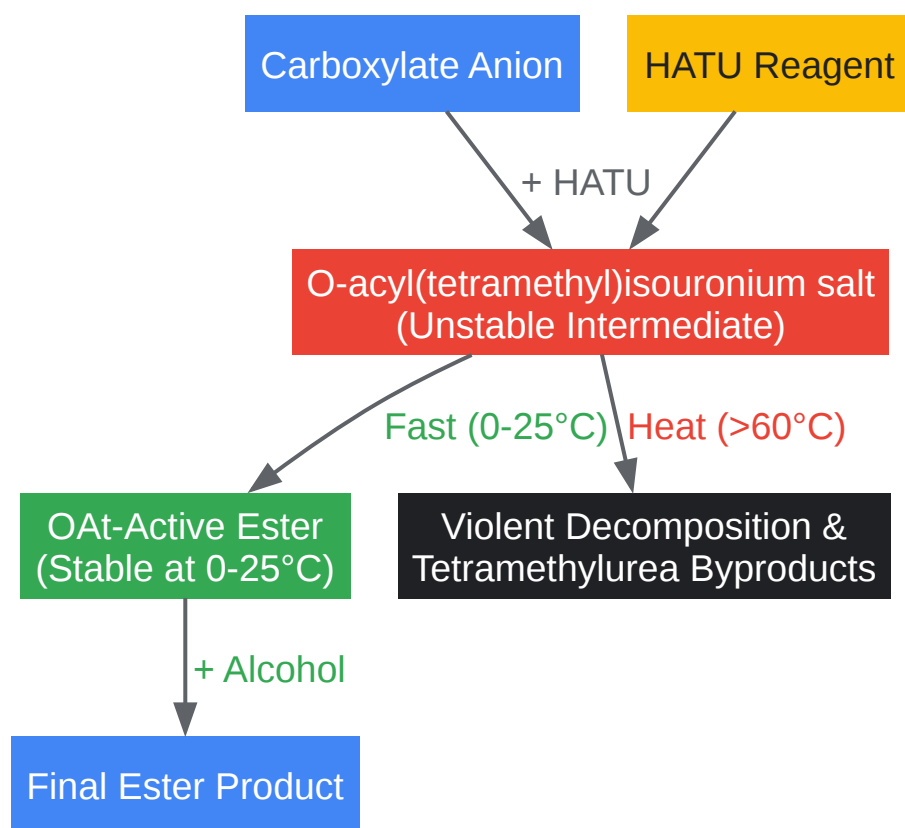 Carboxylate Anion
HATU Reagent
+ HATU
O-acyl(tetramethyl)isouronium salt
(Unstable Intermediate)
Fast (0-25°C)
Heat (>60°C)
OAt-Active Ester
(Stable at 0-25°C)
Violent Decomposition &
Tetramethylurea Byproducts
+ Alcohol
Final Ester Product